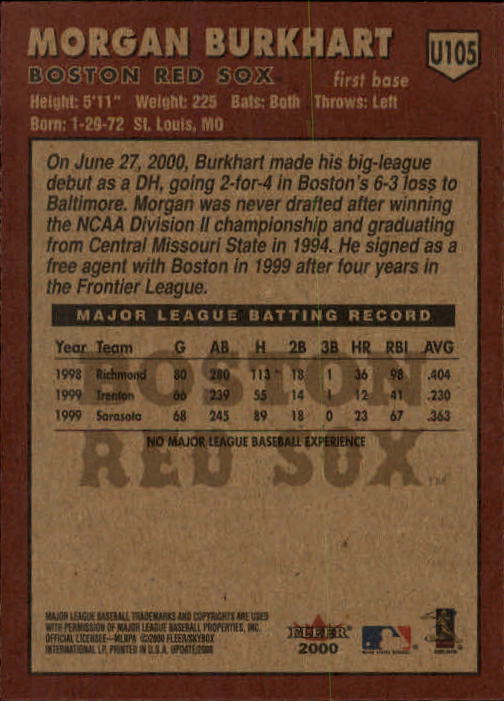 MORGAN BURKHART
U105
BOSTON RED SOX
first base
Height: 5'11" Weight: 225 Bats: Both Throws: Left
Born: 1-29-72 St. Louis, MO
On June 27, 2000, Burkhart made his big-league
debut as a DH, going 2-for-4 in Boston's 6-3 loss to
Baltimore. Morgan was never drafted after winning
the NCAA Division II championship and graduating
from Central Missouri State in 1994. He signed as a
free agent with Boston in 1999 after four years in
the Frontier League.
MAJOR LEAGUE BATTING RECORD
Year Team G AB H 2B 3B HR RBI AVG
1998 Richmond 80 280 113 18 1 36 98 .404
1999 Trenton 66 239 55 14 1 12 41 .230
1999 Sarasota 68 245 89 18 0 23 67 .363
NO MAJOR LEAGUE BASEBALL EXPERIENCE
BOSTON
RED SOX™
MAJOR LEAGUE BASEBALL TRADEMARKS AND COPYRIGHTS ARE USED
WITH PERMISSION OF MAJOR LEAGUE BASEBALL PROPERTIES, INC.
OFFICIAL LICENSEE—MLBPA ©2000 FLEER/SKYBOX
INTERNATIONAL LP. PRINTED IN U.S.A. UPDATE/2000
FLEER
2000